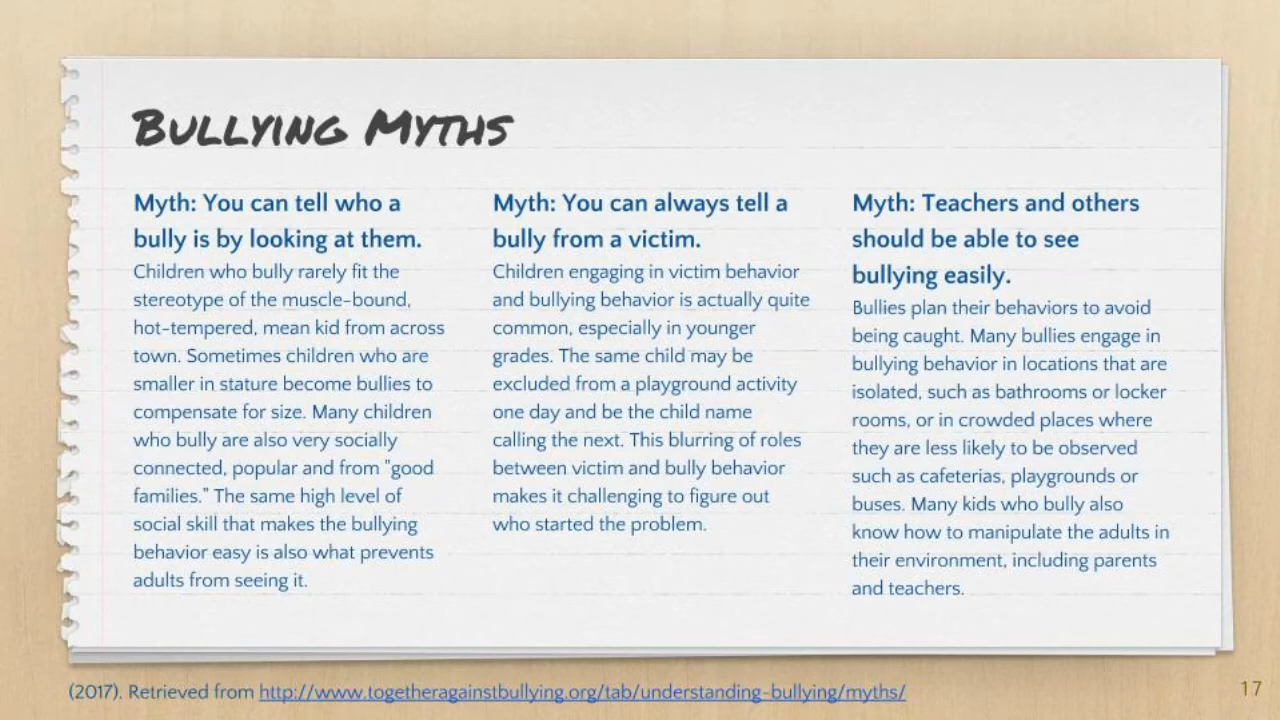 Bullying Myths
Myth: You can tell who a
bully is by looking at them.
Children who bully rarely fit the
stereotype of the muscle-bound,
hot-tempered, mean kid from across
town. Sometimes children who are
smaller in stature become bullies to
compensate for size. Many children
who bully are also very socially
connected, popular and from "good
families." The same high level of
social skill that makes the bullying
behavior easy is also what prevents
adults from seeing it.
Myth: You can always tell a
bully from a victim.
Children engaging in victim behavior
and bullying behavior is actually quite
common, especially in younger
grades. The same child may be
excluded from a playground activity
one day and be the child name
calling the next. This blurring of roles
between victim and bully behavior
makes it challenging to figure out
who started the problem.
Myth: Teachers and others
should be able to see
bullying easily.
Bullies plan their behaviors to avoid
being caught. Many bullies engage in
bullying behavior in locations that are
isolated, such as bathrooms or locker
rooms, or in crowded places where
they are less likely to be observed
such as cafeterias, playgrounds or
buses. Many kids who bully also
know how to manipulate the adults in
their environment, including parents
and teachers.
(2017). Retrieved from http://www.togetheragainstbullying.org/tab/understanding-bullying/myths/
17